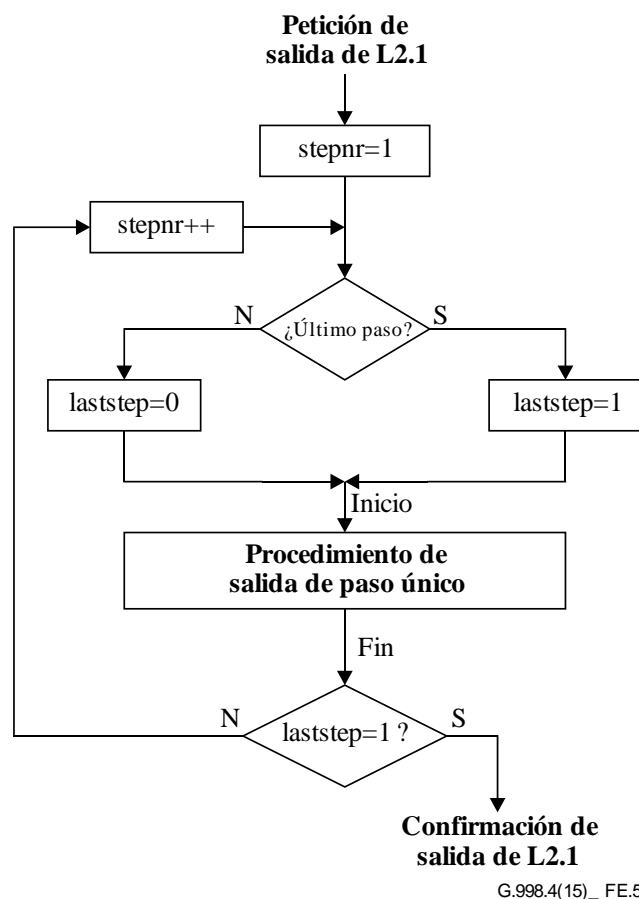 Petición de
salida de L2.1
stepnr=1
stepnr++
N
¿Último paso?
S
laststep=0
laststep=1
Inicio
Procedimiento de
salida de paso único
Fin
N
laststep=1 ?
S
Confirmación de
salida de L2.1
G.998.4(15)_ FE.5